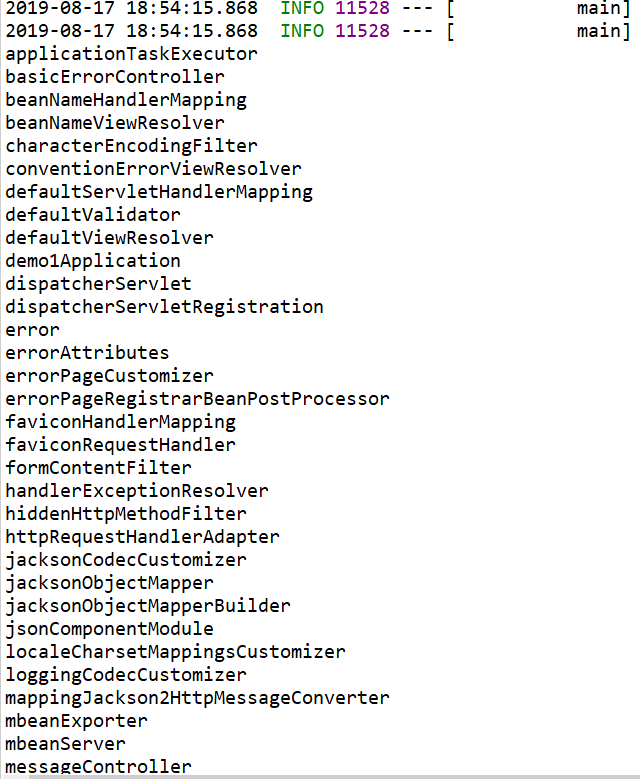 2019-08-17 18:54:15.868  INFO 11528 --- [           main]
2019-08-17 18:54:15.868  INFO 11528 --- [           main]
applicationTaskExecutor
basicErrorController
beanNameHandlerMapping
beanNameViewResolver
characterEncodingFilter
conventionErrorViewResolver
defaultServletHandlerMapping
defaultValidator
defaultViewResolver
demo1Application
dispatcherServlet
dispatcherServletRegistration
error
errorAttributes
errorPageCustomizer
errorPageRegistrarBeanPostProcessor
faviconHandlerMapping
faviconRequestHandler
formContentFilter
handlerExceptionResolver
hiddenHttpMethodFilter
httpRequestHandlerAdapter
jacksonCodecCustomizer
jacksonObjectMapper
jacksonObjectMapperBuilder
jsonComponentModule
localeCharsetMappingsCustomizer
loggingCodecCustomizer
mappingJackson2HttpMessageConverter
mbeanExporter
mbeanServer
messageController